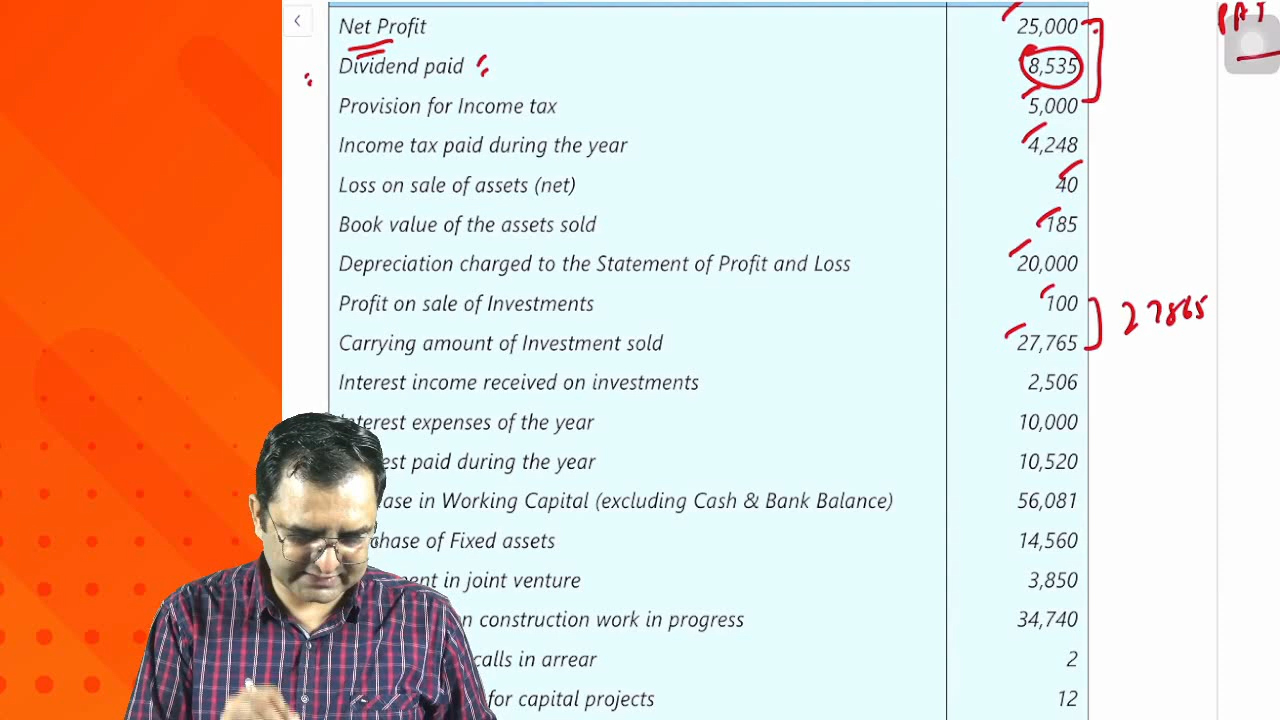 Net Profit 25,000
Dividend paid 8,535
Provision for Income tax 5,000
Income tax paid during the year 4,248
Loss on sale of assets (net) 40
Book value of the assets sold 185
Depreciation charged to the Statement of Profit and Loss 20,000
Profit on sale of Investments 100
27865
Carrying amount of Investment sold 27,765
Interest income received on investments 2,506
Interest expenses of the year 10,000
paid during the year 10,520
in Working Capital (excluding Cash & Bank Balance) 56,081
of Fixed assets 14,560
in joint venture 3,850
construction work in progress 34,740
calls in arrear 2
for capital projects 12